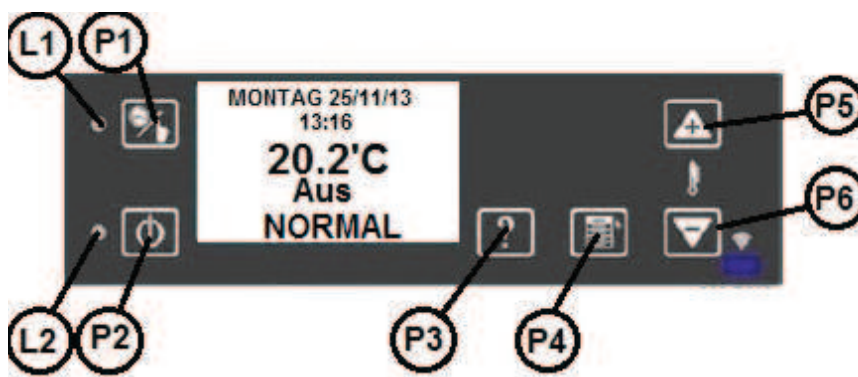 L1
P1
MONTAG 25/11/13
13:16
20.2'C
Aus
NORMAL
P5
P6
L2
P2
P3
P4